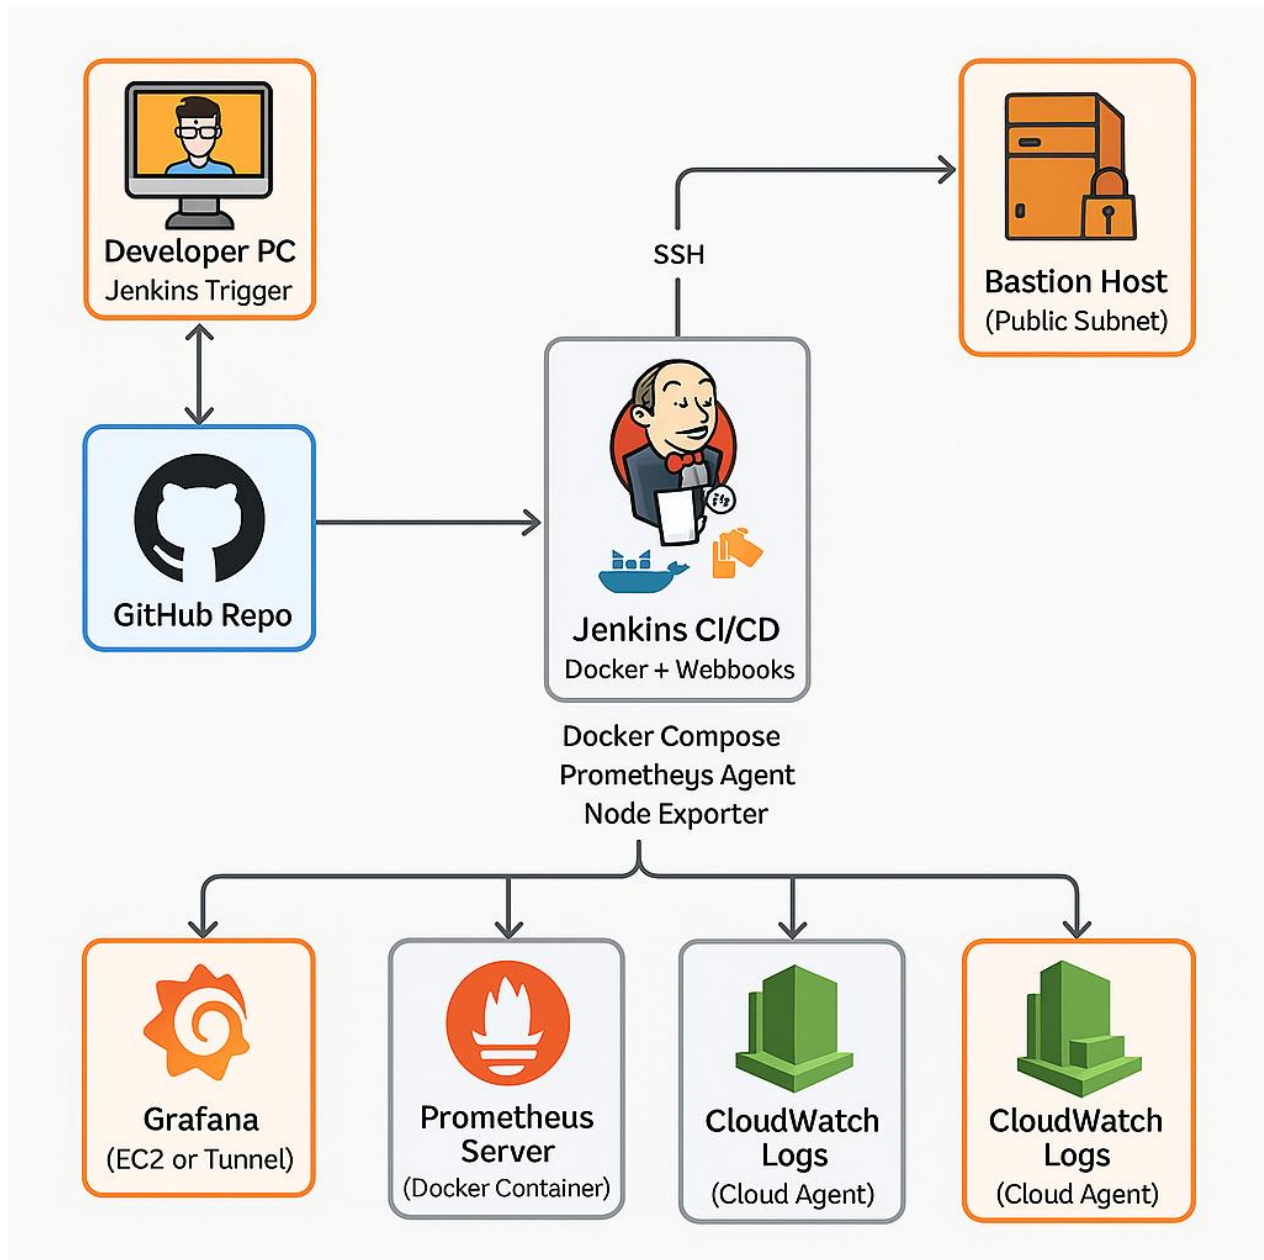 Developer PC
Jenkins Trigger
SSH
Bastion Host
(Public Subnet)
GitHub Repo
Jenkins CI/CD
Docker + Webbooks
Docker Compose
Prometheys Agent
Node Exporter
Grafana
(EC2 or Tunnel)
Prometheus
Server
(Docker Container)
CloudWatch
Logs
(Cloud Agent)
CloudWatch
Logs
(Cloud Agent)